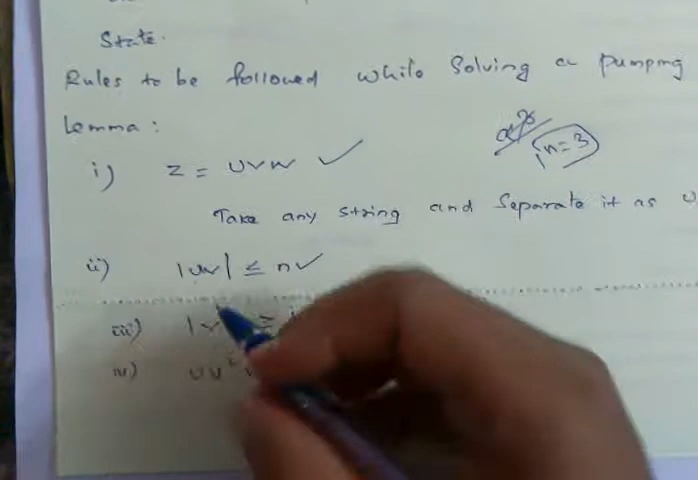 State.
Rules to be followed while Solving a pumping
Lemma :
i) z = uvw ✓
n=3
Take any string and Separate it as u
ii) |uv| ≤ n ✓
iii) |v ≥
iv) uv